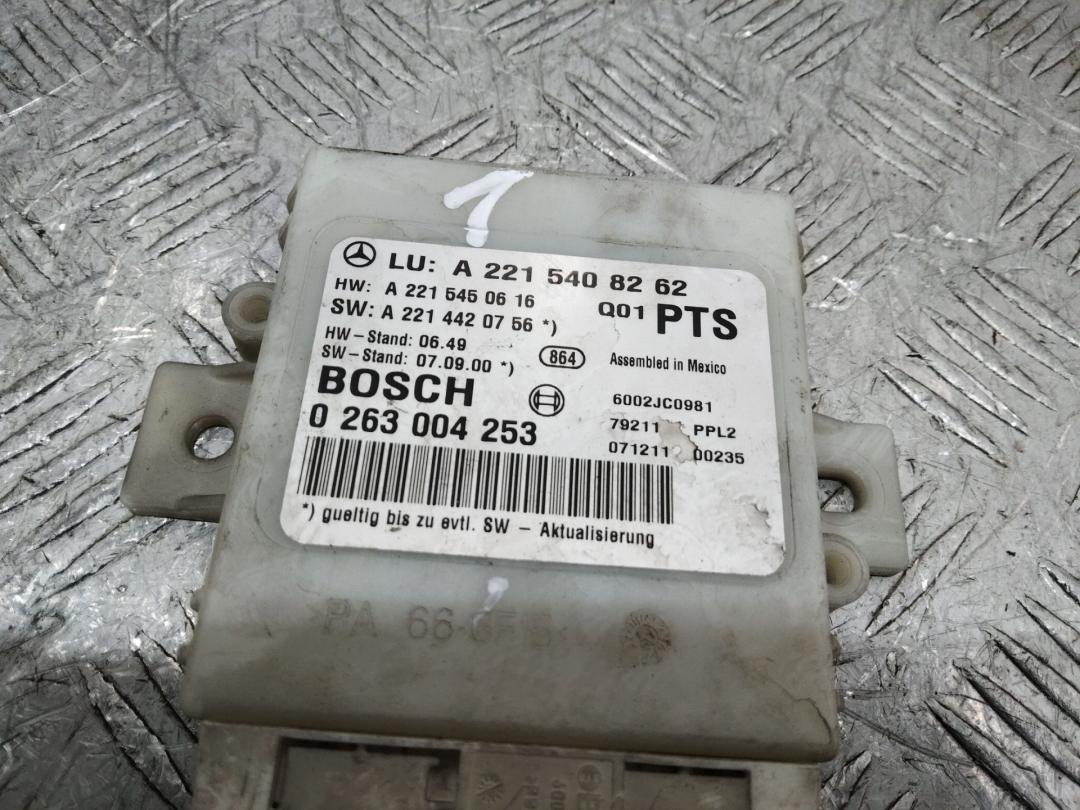 1
LU: A 221 540 82 62
HW: A 221 545 06 16 Q01 PTS
SW: A 221 442 07 56 *)
HW-Stand: 06.49
SW-Stand: 07.09.00 *) 864 Assembled in Mexico
BOSCH 6002JC0981
0 263 004 253 79211 PPL2
071211 00235
*) gueltig bis zu evtl. SW - Aktualisierung
PA 66-